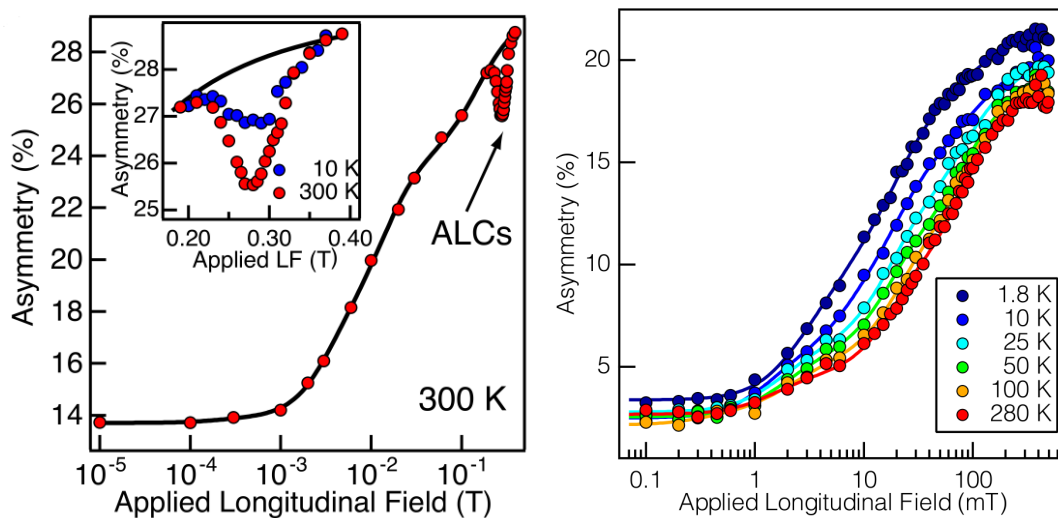 28
26
24
22
20
18
16
14
Asymmetry (%)
10⁻⁵ 10⁻⁴ 10⁻³ 10⁻² 10⁻¹
Applied Longitudinal Field (T)
300 K
ALCs
28
27
26
25
Asymmetry (%)
0.20 0.30 0.40
Applied LF (T)
10 K
300 K
20
15
10
5
Asymmetry (%)
0.1 1 10 100
Applied Longitudinal Field (mT)
1.8 K
10 K
25 K
50 K
100 K
280 K